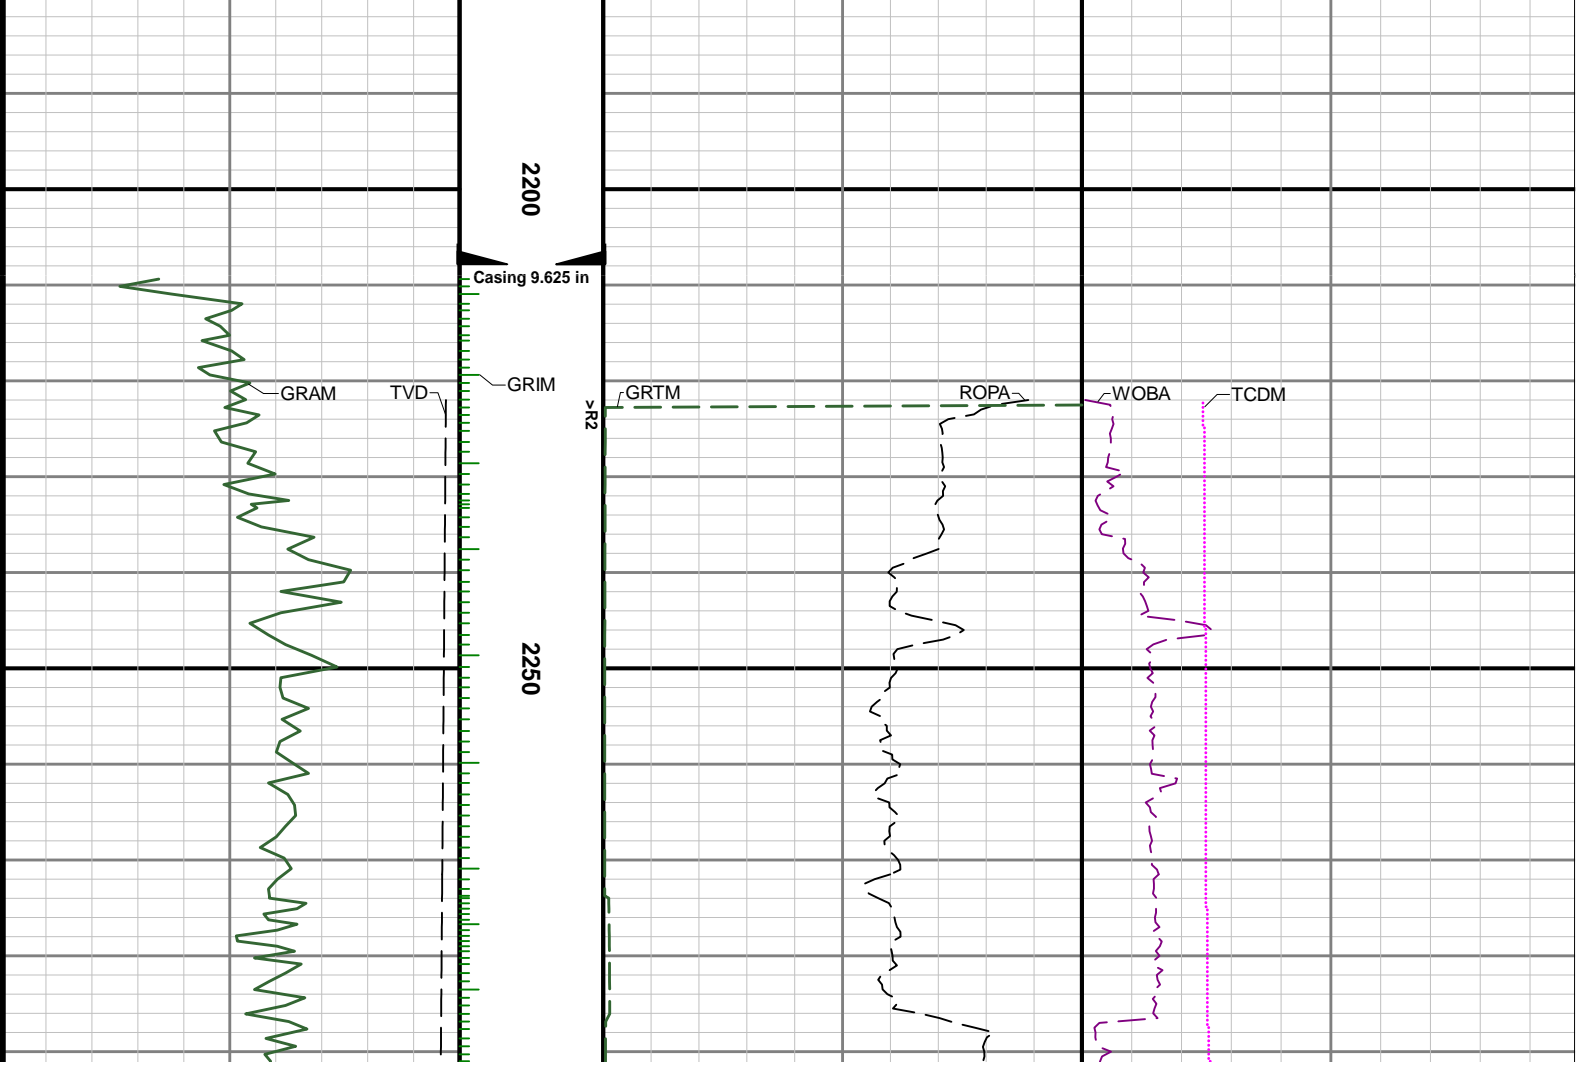 2200
Casing 9.625 in
GRAM
TVD
GRIM
>R2
GRTM
ROPA
WOBA
TCDM
2250